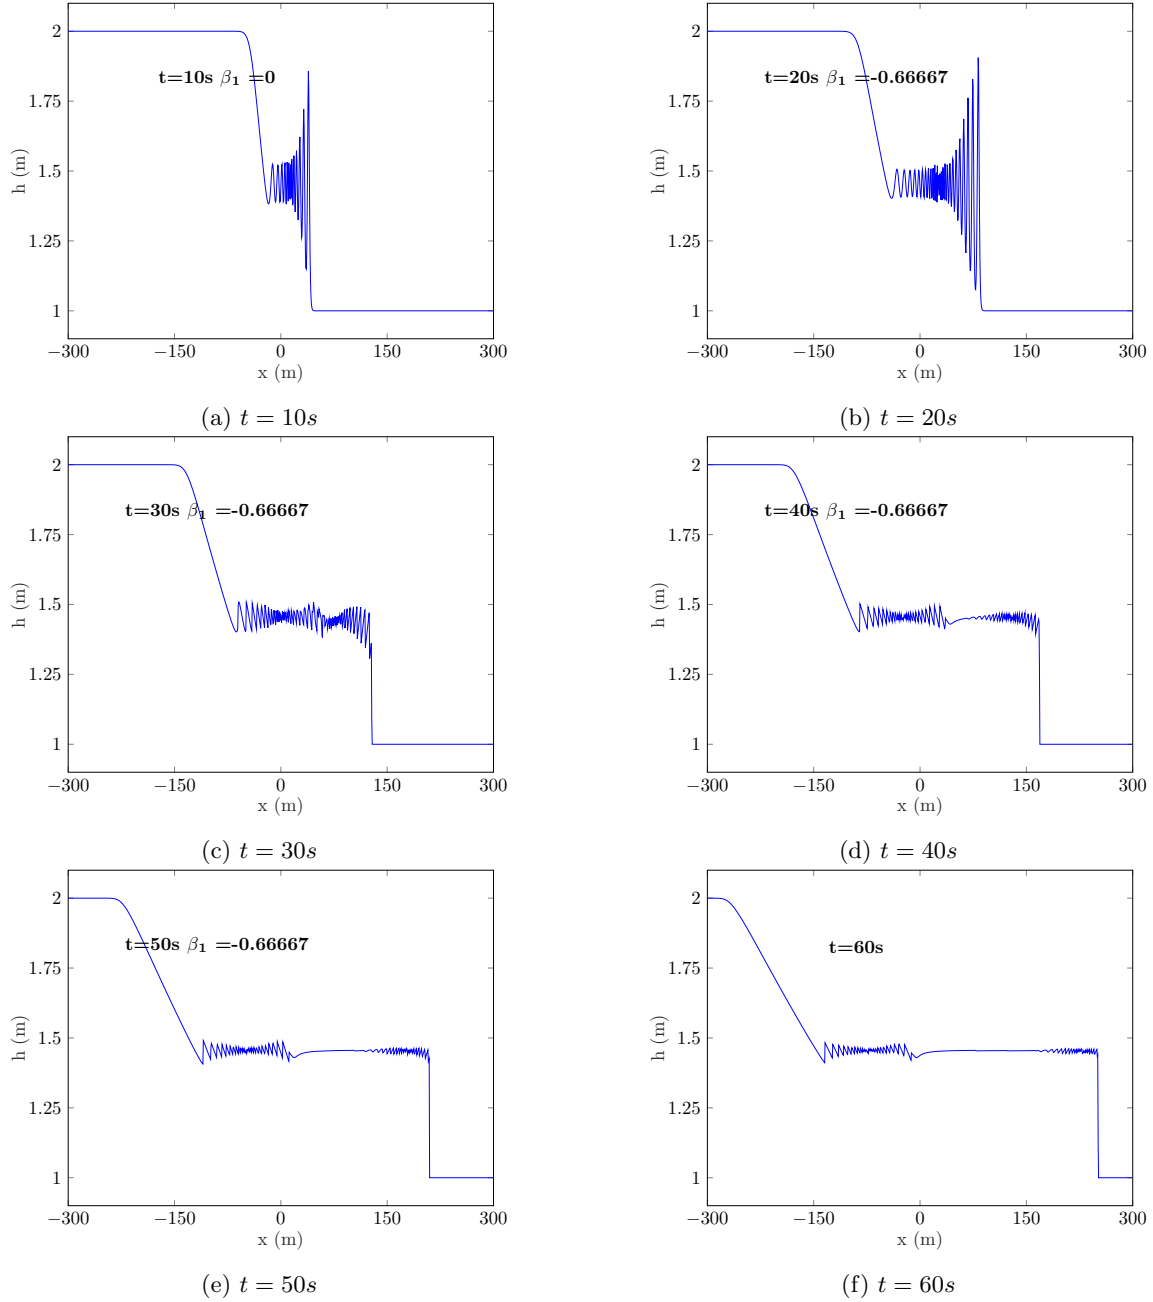 2
1.75
1.5
1.25
1
h (m)
t=10s β₁ =0
−300 −150 0 150 300
x (m)
(a) t = 10s
2
1.75
1.5
1.25
1
h (m)
t=20s β₁ =-0.66667
−300 −150 0 150 300
x (m)
(b) t = 20s
2
1.75
1.5
1.25
1
h (m)
t=30s β₁ =-0.66667
−300 −150 0 150 300
x (m)
(c) t = 30s
2
1.75
1.5
1.25
1
h (m)
t=40s β₁ =-0.66667
−300 −150 0 150 300
x (m)
(d) t = 40s
2
1.75
1.5
1.25
1
h (m)
t=50s β₁ =-0.66667
−300 −150 0 150 300
x (m)
(e) t = 50s
2
1.75
1.5
1.25
1
h (m)
t=60s
−300 −150 0 150 300
x (m)
(f) t = 60s